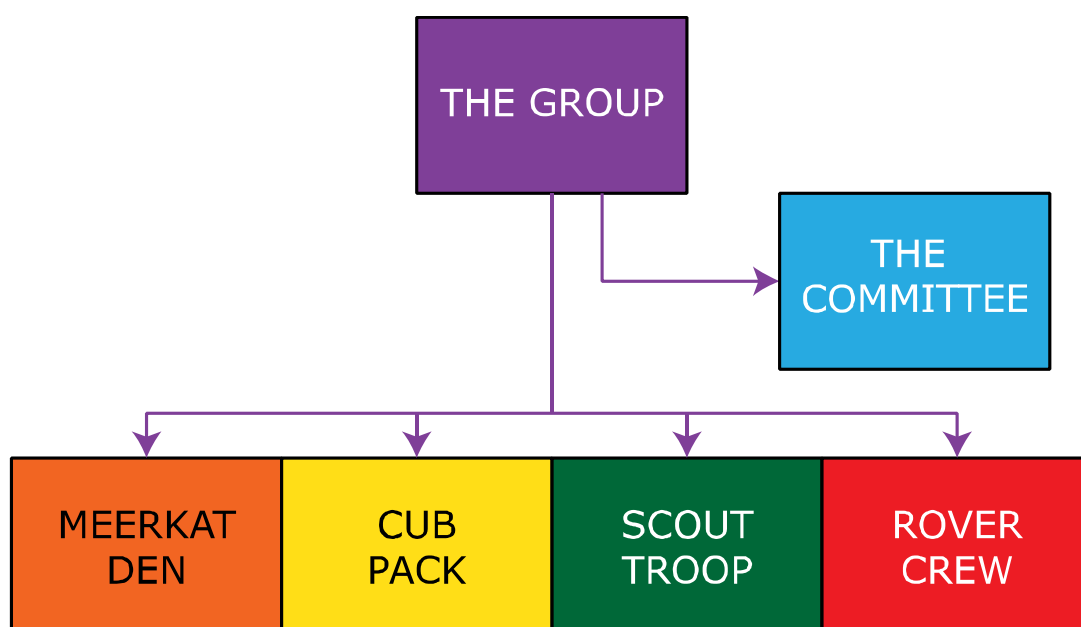 THE GROUP
THE
COMMITTEE
MEERKAT
DEN
CUB
PACK
SCOUT
TROOP
ROVER
CREW